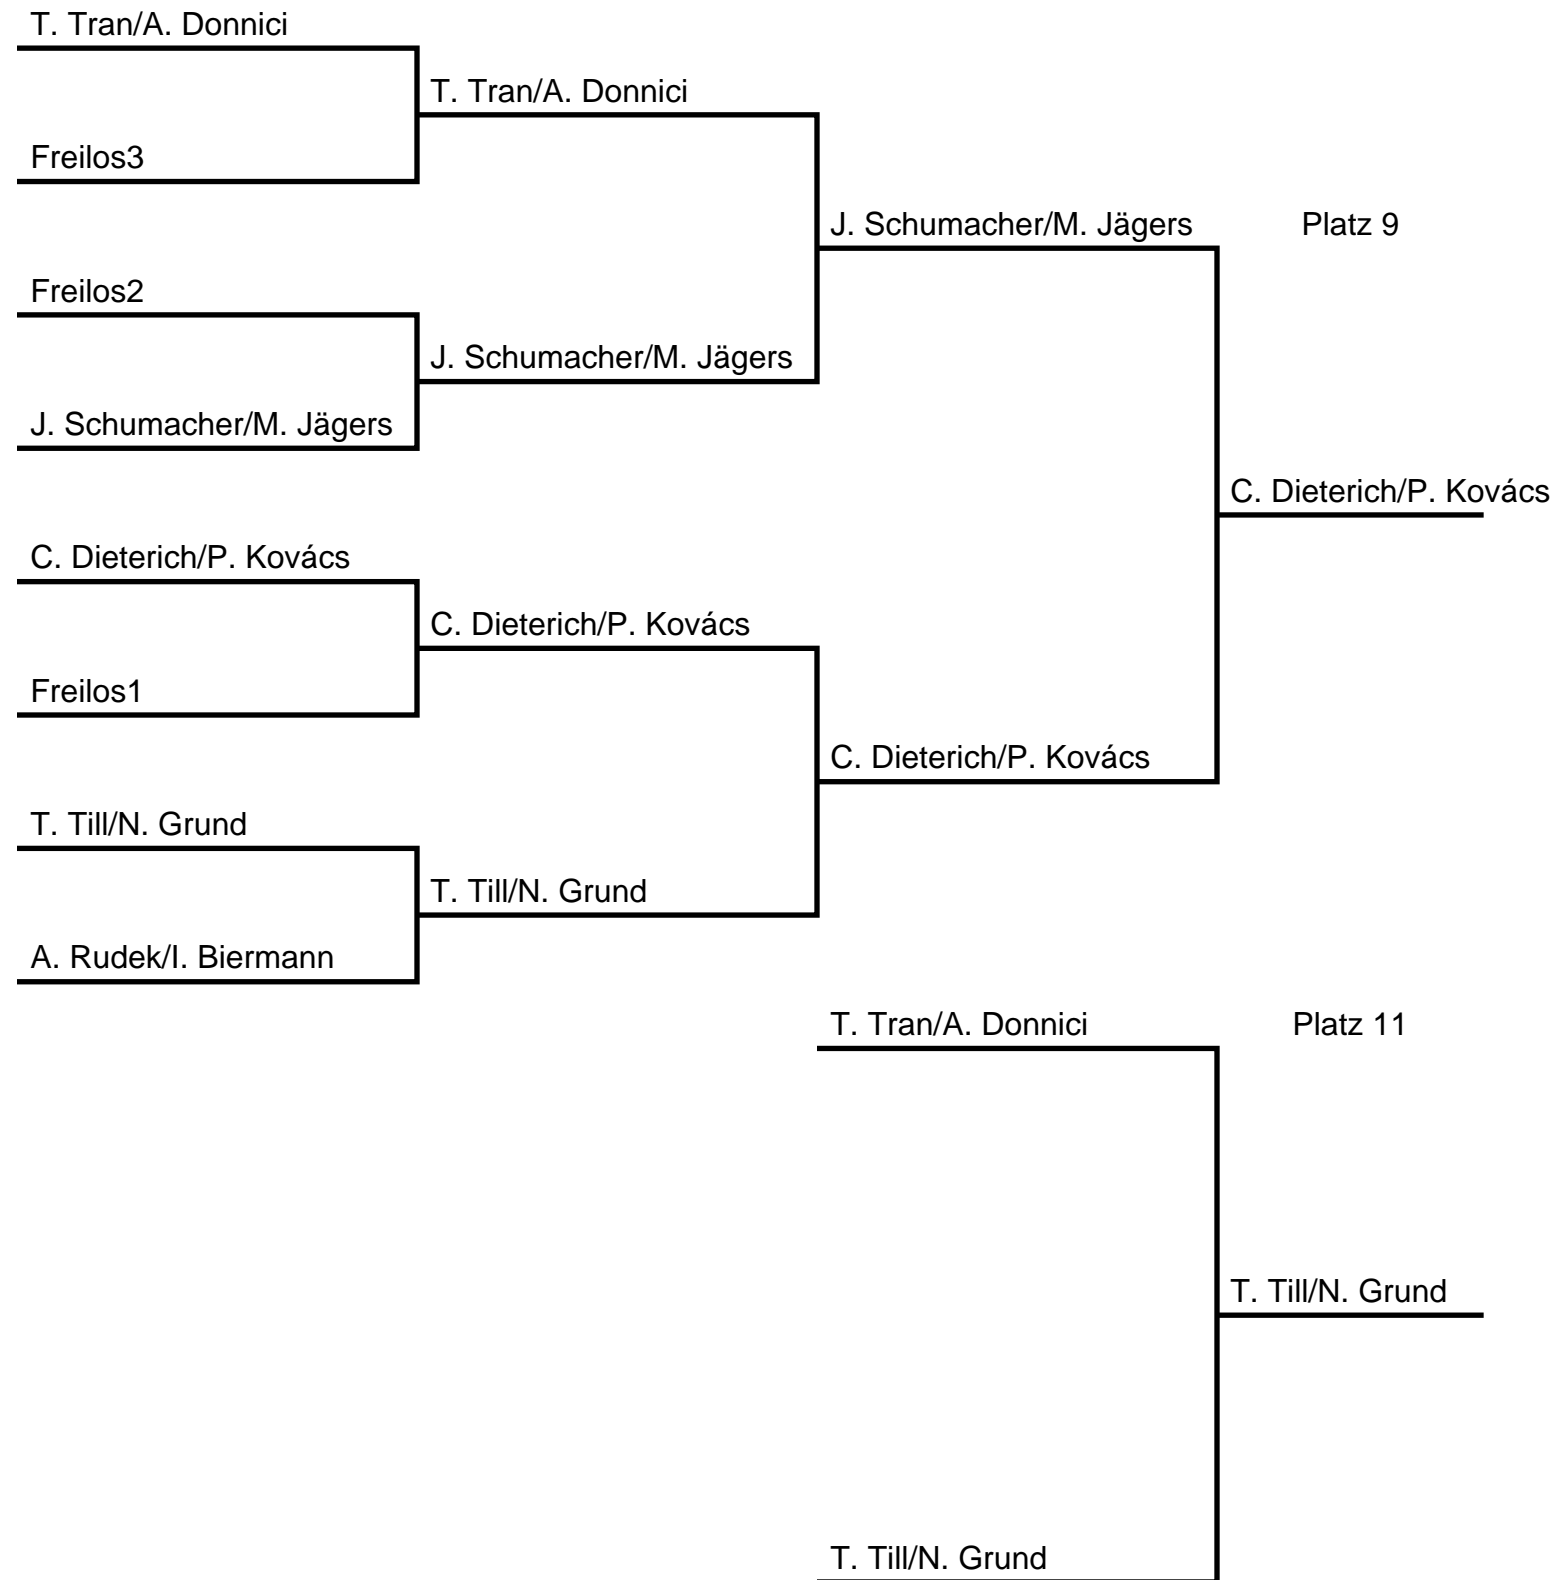 T. Tran/A. Donnici
T. Tran/A. Donnici
Freilos3
J. Schumacher/M. Jägers
Platz 9
Freilos2
J. Schumacher/M. Jägers
J. Schumacher/M. Jägers
C. Dieterich/P. Kovács
C. Dieterich/P. Kovács
C. Dieterich/P. Kovács
Freilos1
C. Dieterich/P. Kovács
T. Till/N. Grund
T. Till/N. Grund
A. Rudek/I. Biermann
T. Tran/A. Donnici
Platz 11
T. Till/N. Grund
T. Till/N. Grund